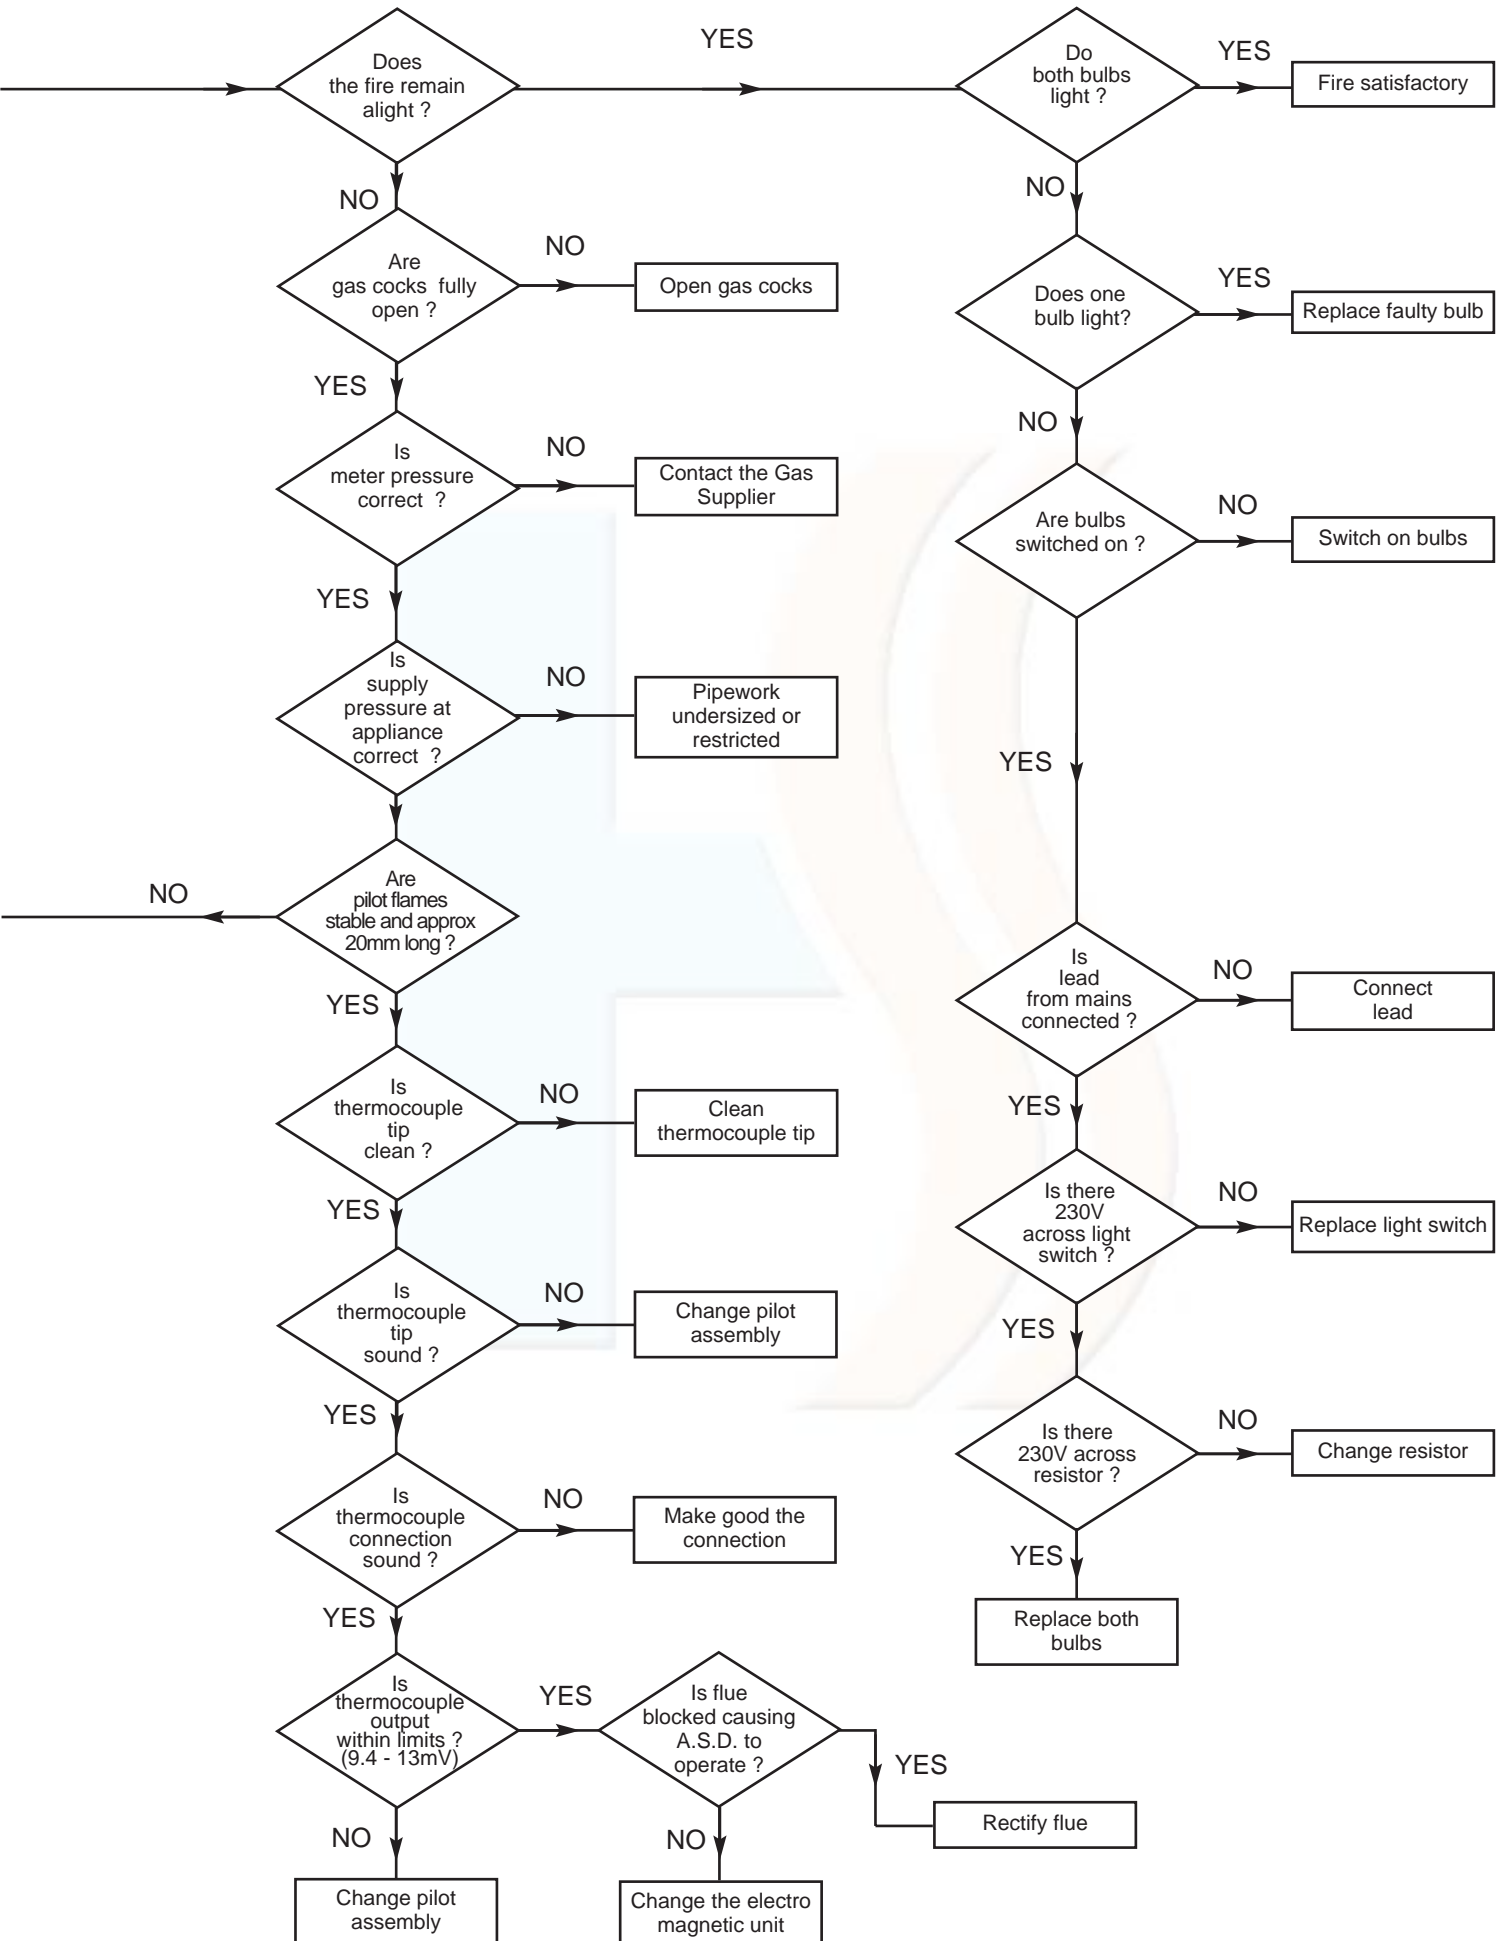 Does
the fire remain
alight ?
YES
Do
both bulbs
light ?
YES
Fire satisfactory
NO
NO
Are
gas cocks fully
open ?
NO
Open gas cocks
Does one
bulb light?
YES
Replace faulty bulb
YES
NO
Is
meter pressure
correct ?
NO
Contact the Gas
Supplier
Are bulbs
switched on ?
NO
Switch on bulbs
YES
Is
supply
pressure at
appliance
correct ?
NO
Pipework
undersized or
restricted
YES
Are
pilot flames
stable and approx
20mm long ?
NO
YES
Is
lead
from mains
connected ?
NO
Connect
lead
YES
Is
thermocouple
tip
clean ?
NO
Clean
thermocouple tip
YES
Is there
230V
across light
switch ?
NO
Replace light switch
YES
Is
thermocouple
tip
sound ?
NO
Change pilot
assembly
YES
Is there
230V across
resistor ?
NO
Change resistor
Is
thermocouple
connection
sound ?
NO
Make good the
connection
YES
Replace both
bulbs
YES
Is
thermocouple
output
within limits ?
(9.4 - 13mV)
YES
Is flue
blocked causing
A.S.D. to
operate ?
YES
Rectify flue
NO
Change pilot
assembly
NO
Change the electro
magnetic unit